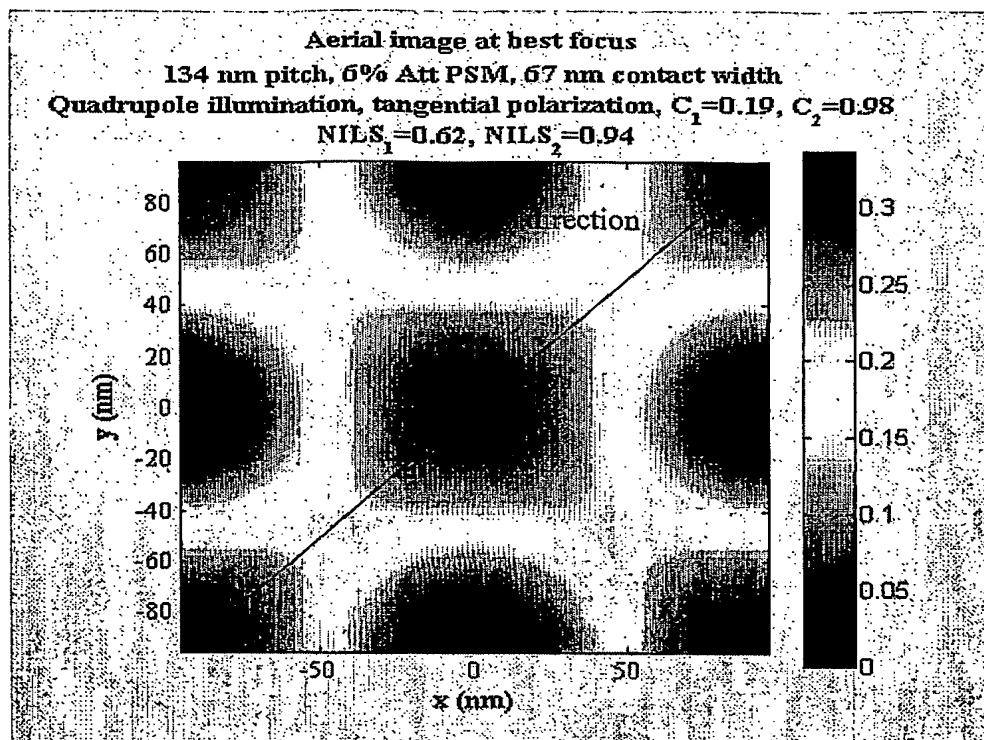 Aerial image at best focus
134 nm pitch, 6% Att PSM, 67 nm contact width
Quadrupole illumination, tangential polarization, C₁=0.19, C₂=0.98
NILS₁=0.62, NILS₂=0.94
80
60
40
20
0
-20
-40
-60
-80
y (nm)
direction
-50
0
50
x (nm)
0.3
0.25
0.2
0.15
0.1
0.05
0